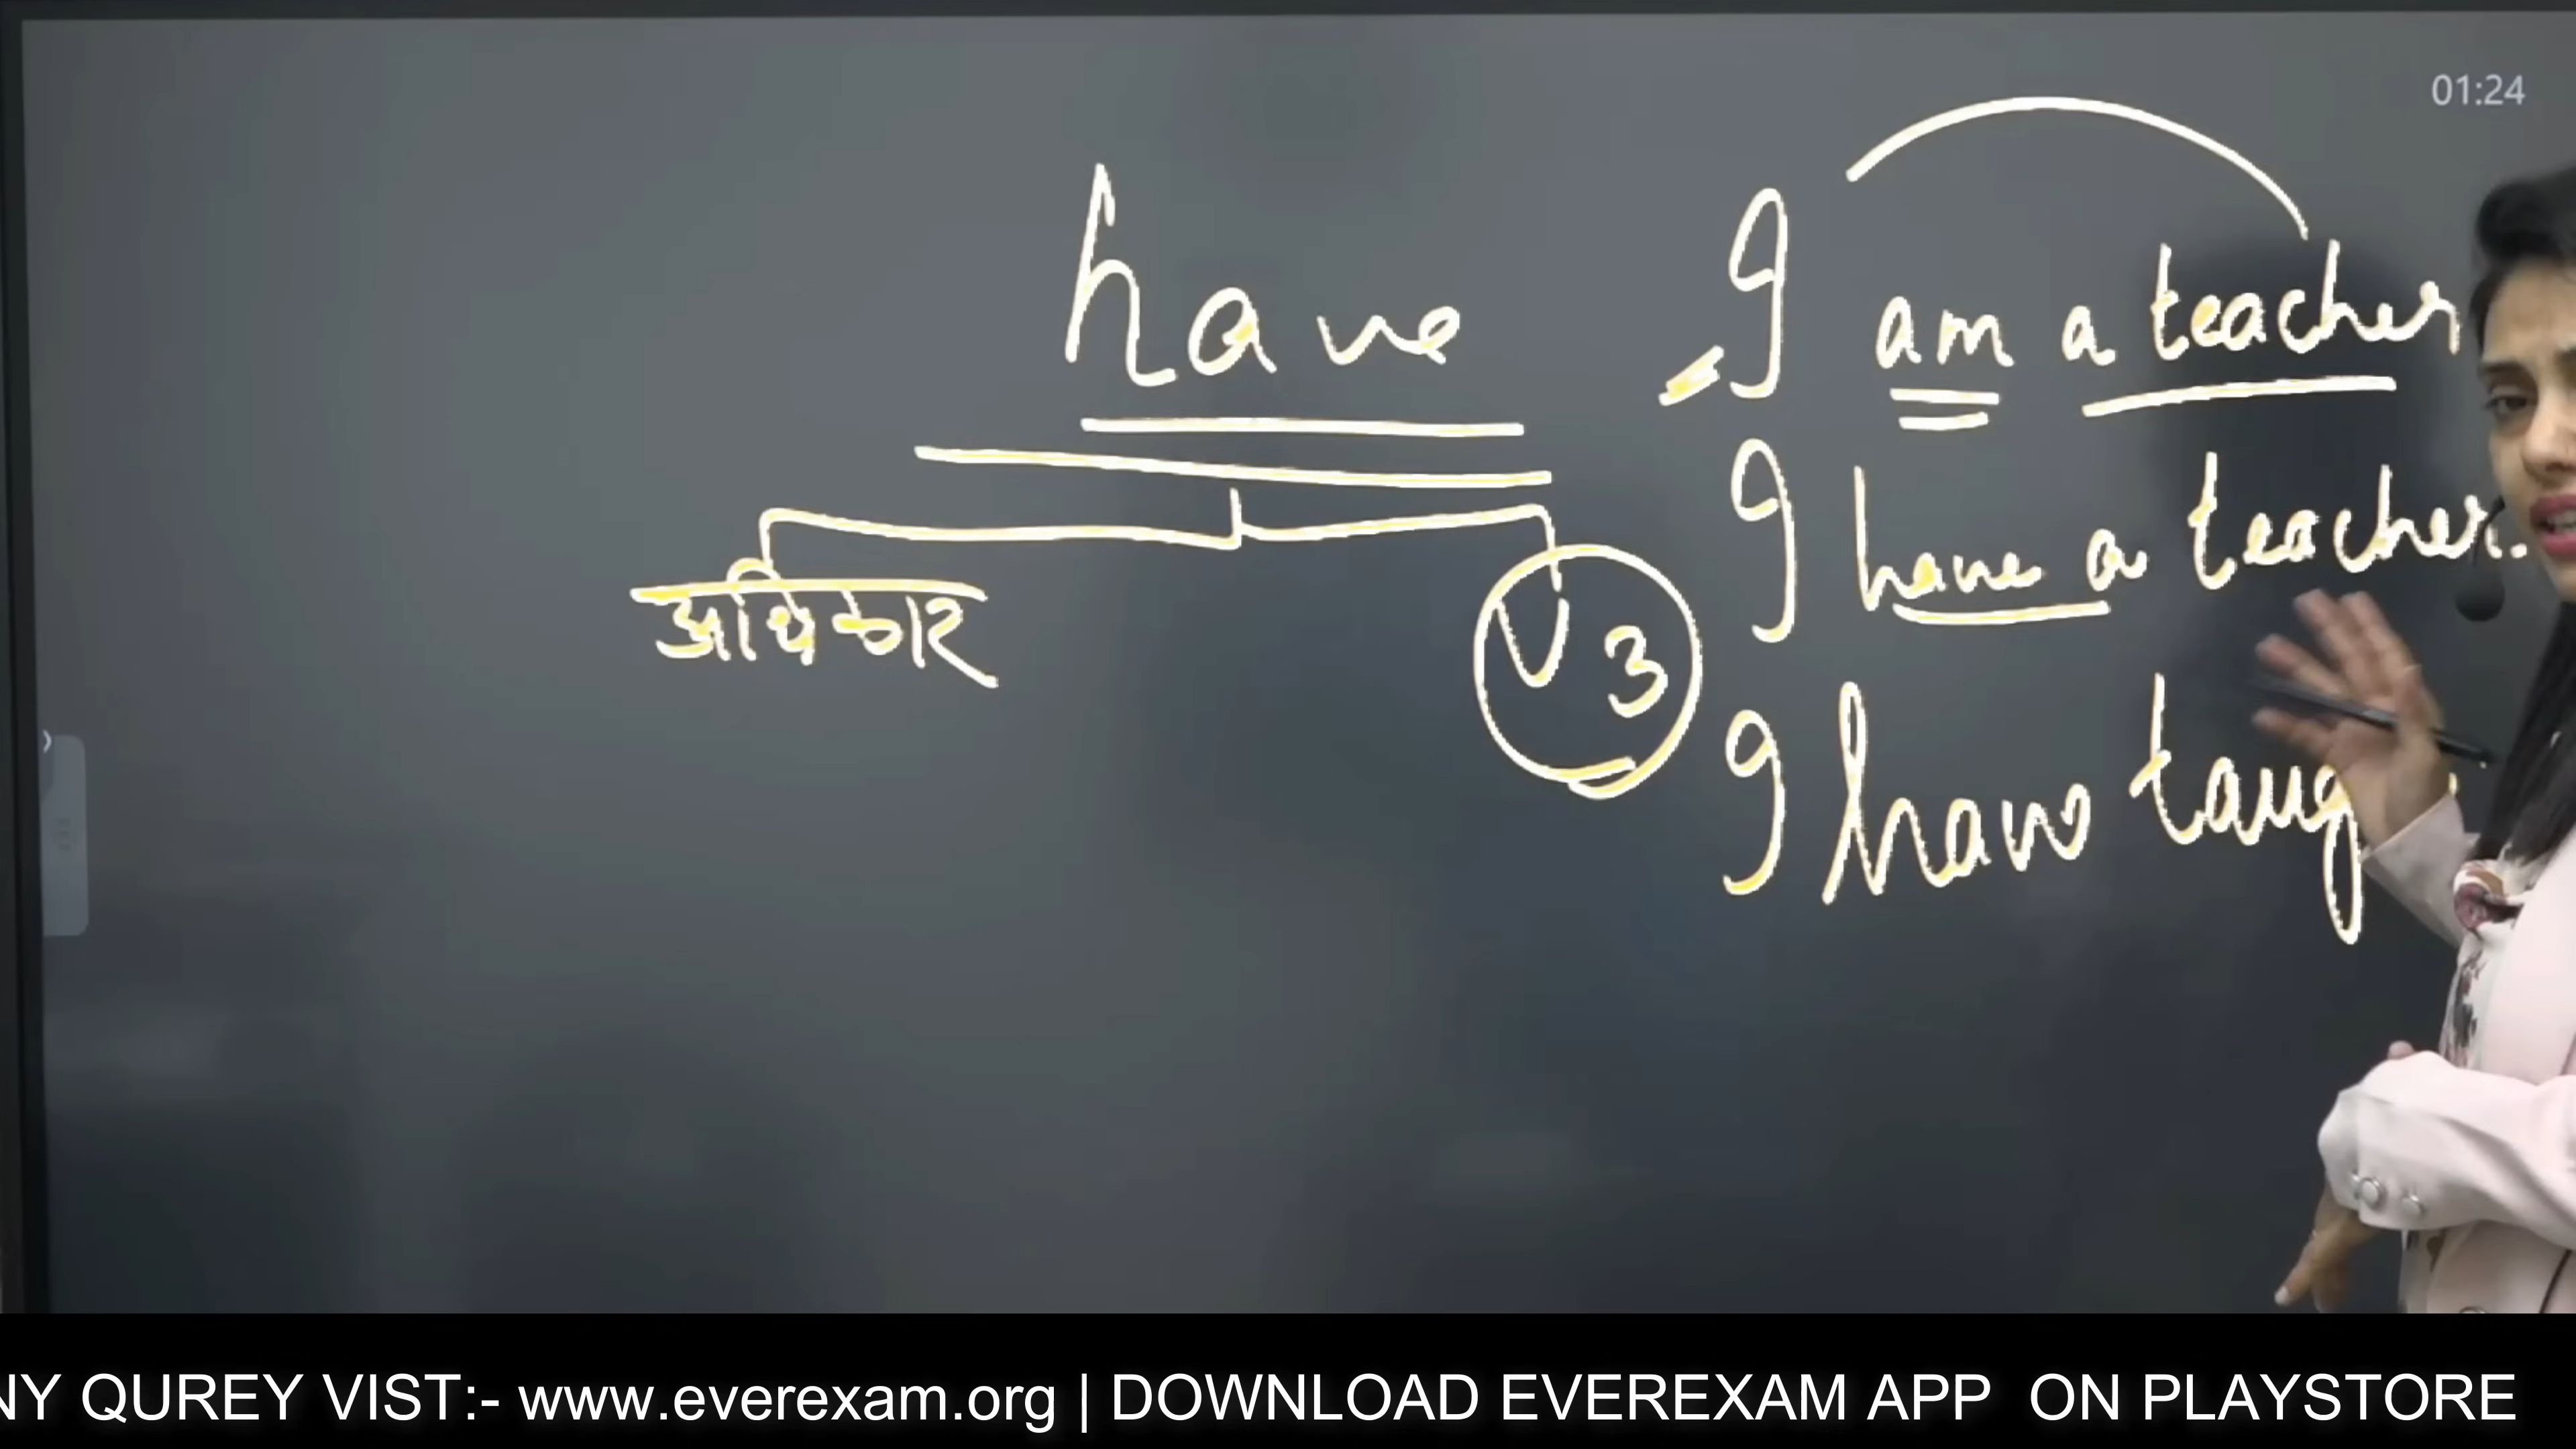 01:24
have
अधिकार
V3
I am a teacher
I have a teacher.
I have taug
NY QUREY VIST:- www.everexam.org | DOWNLOAD EVEREXAM APP ON PLAYSTORE